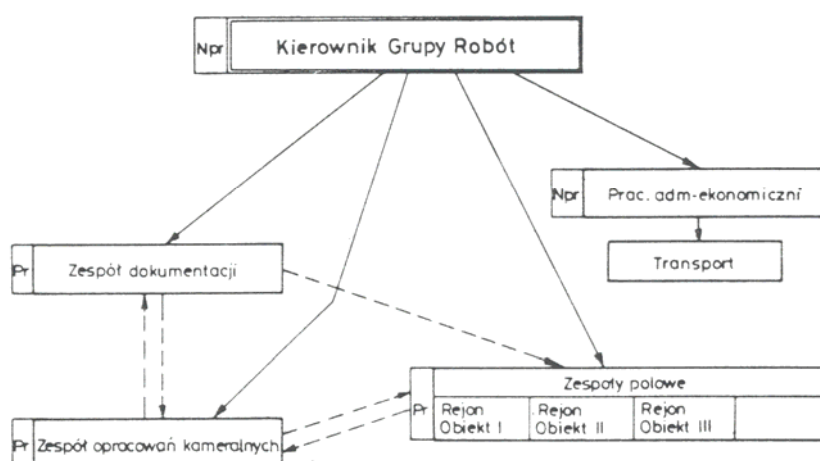 Npr
Kierownik Grupy Robót
Npr
Prac. adm-ekonomiczni
Pr
Zespół dokumentacji
Transport
Zespoły polowe
Pr
Rejon
Obiekt I
Rejon
Obiekt II
Rejon
Obiekt III
Pr
Zespół opracowań kameralnych